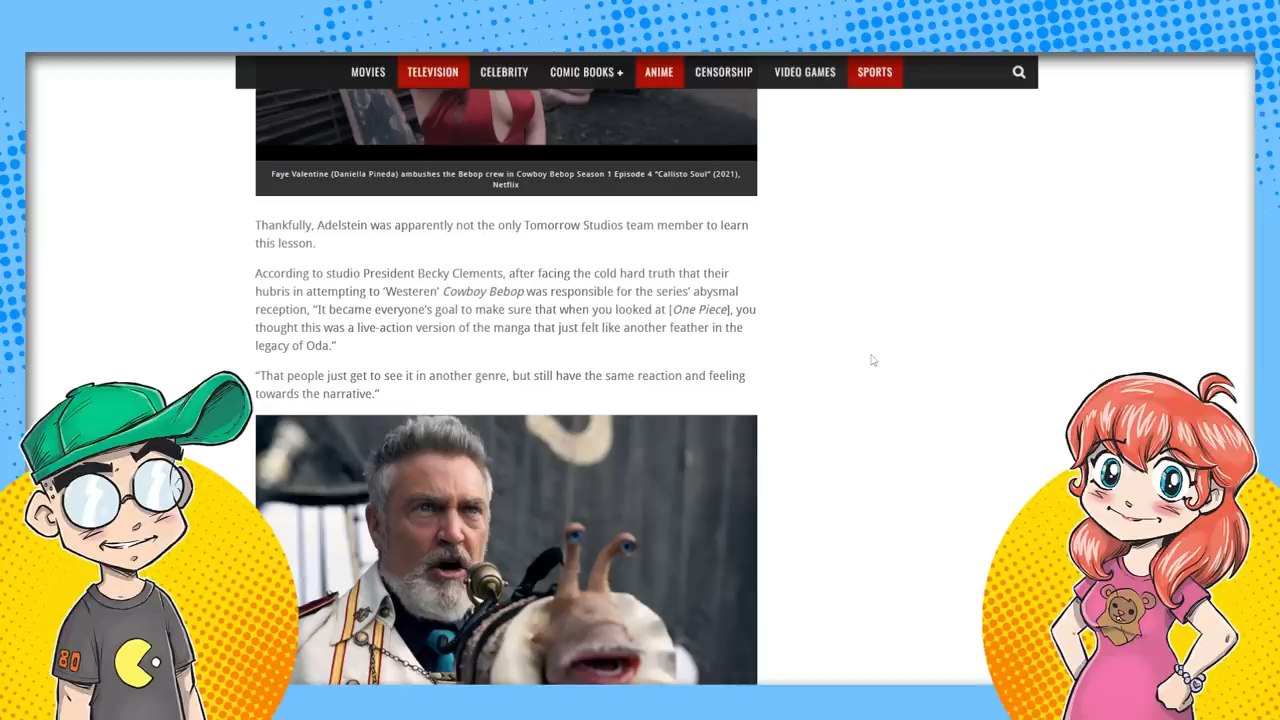 MOVIES TELEVISION CELEBRITY COMIC BOOKS + ANIME CENSORSHIP VIDEO GAMES SPORTS
Faye Valentine (Daniella Pineda) ambushes the Bebop crew in Cowboy Bebop Season 1 Episode 4 "Callisto Soul" (2021),
Netflix
Thankfully, Adelstein was apparently not the only Tomorrow Studios team member to learn
this lesson.
According to studio President Becky Clements, after facing the cold hard truth that their
hubris in attempting to ‘Westeren’ Cowboy Bebop was responsible for the series’ abysmal
reception, “It became everyone’s goal to make sure that when you looked at [One Piece], you
thought this was a live-action version of the manga that just felt like another feather in the
legacy of Oda.”
“That people just get to see it in another genre, but still have the same reaction and feeling
towards the narrative.”
80